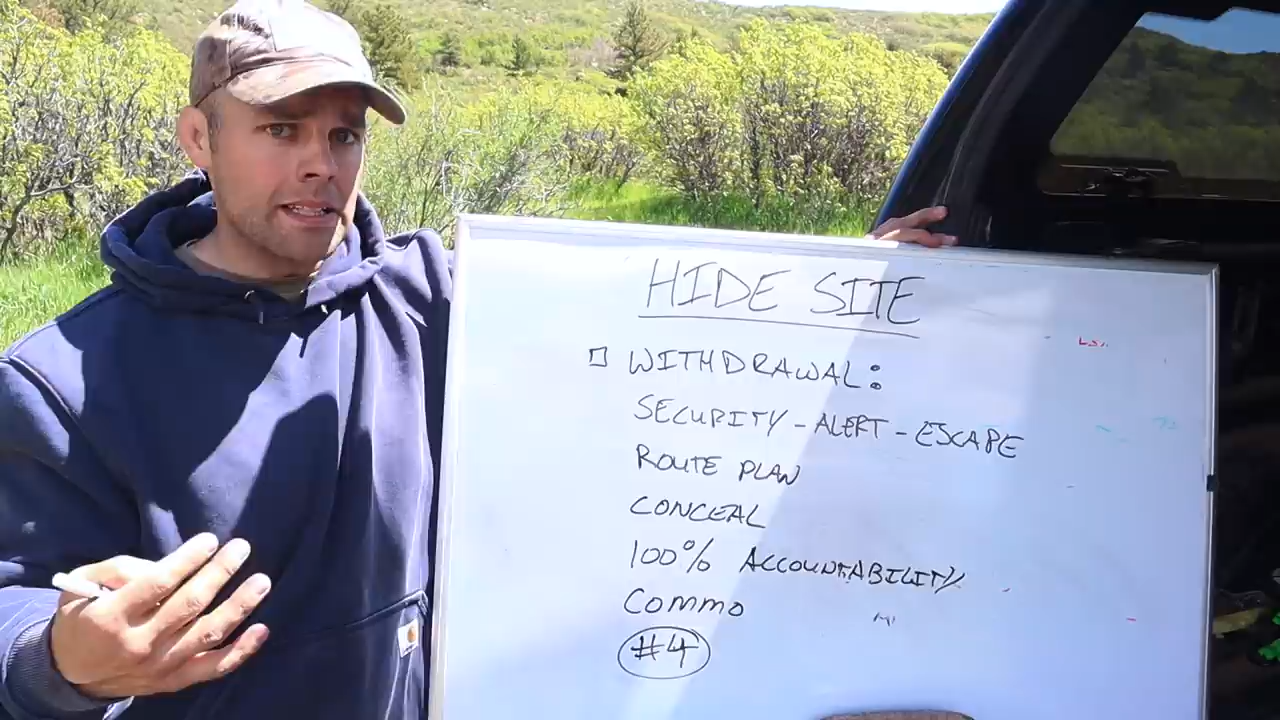 HIDE SITE
WITHDRAWAL:
SECURITY - ALERT - ESCAPE
ROUTE PLAN
CONCEAL
100% ACCOUNTABILITY
COMMO
#4